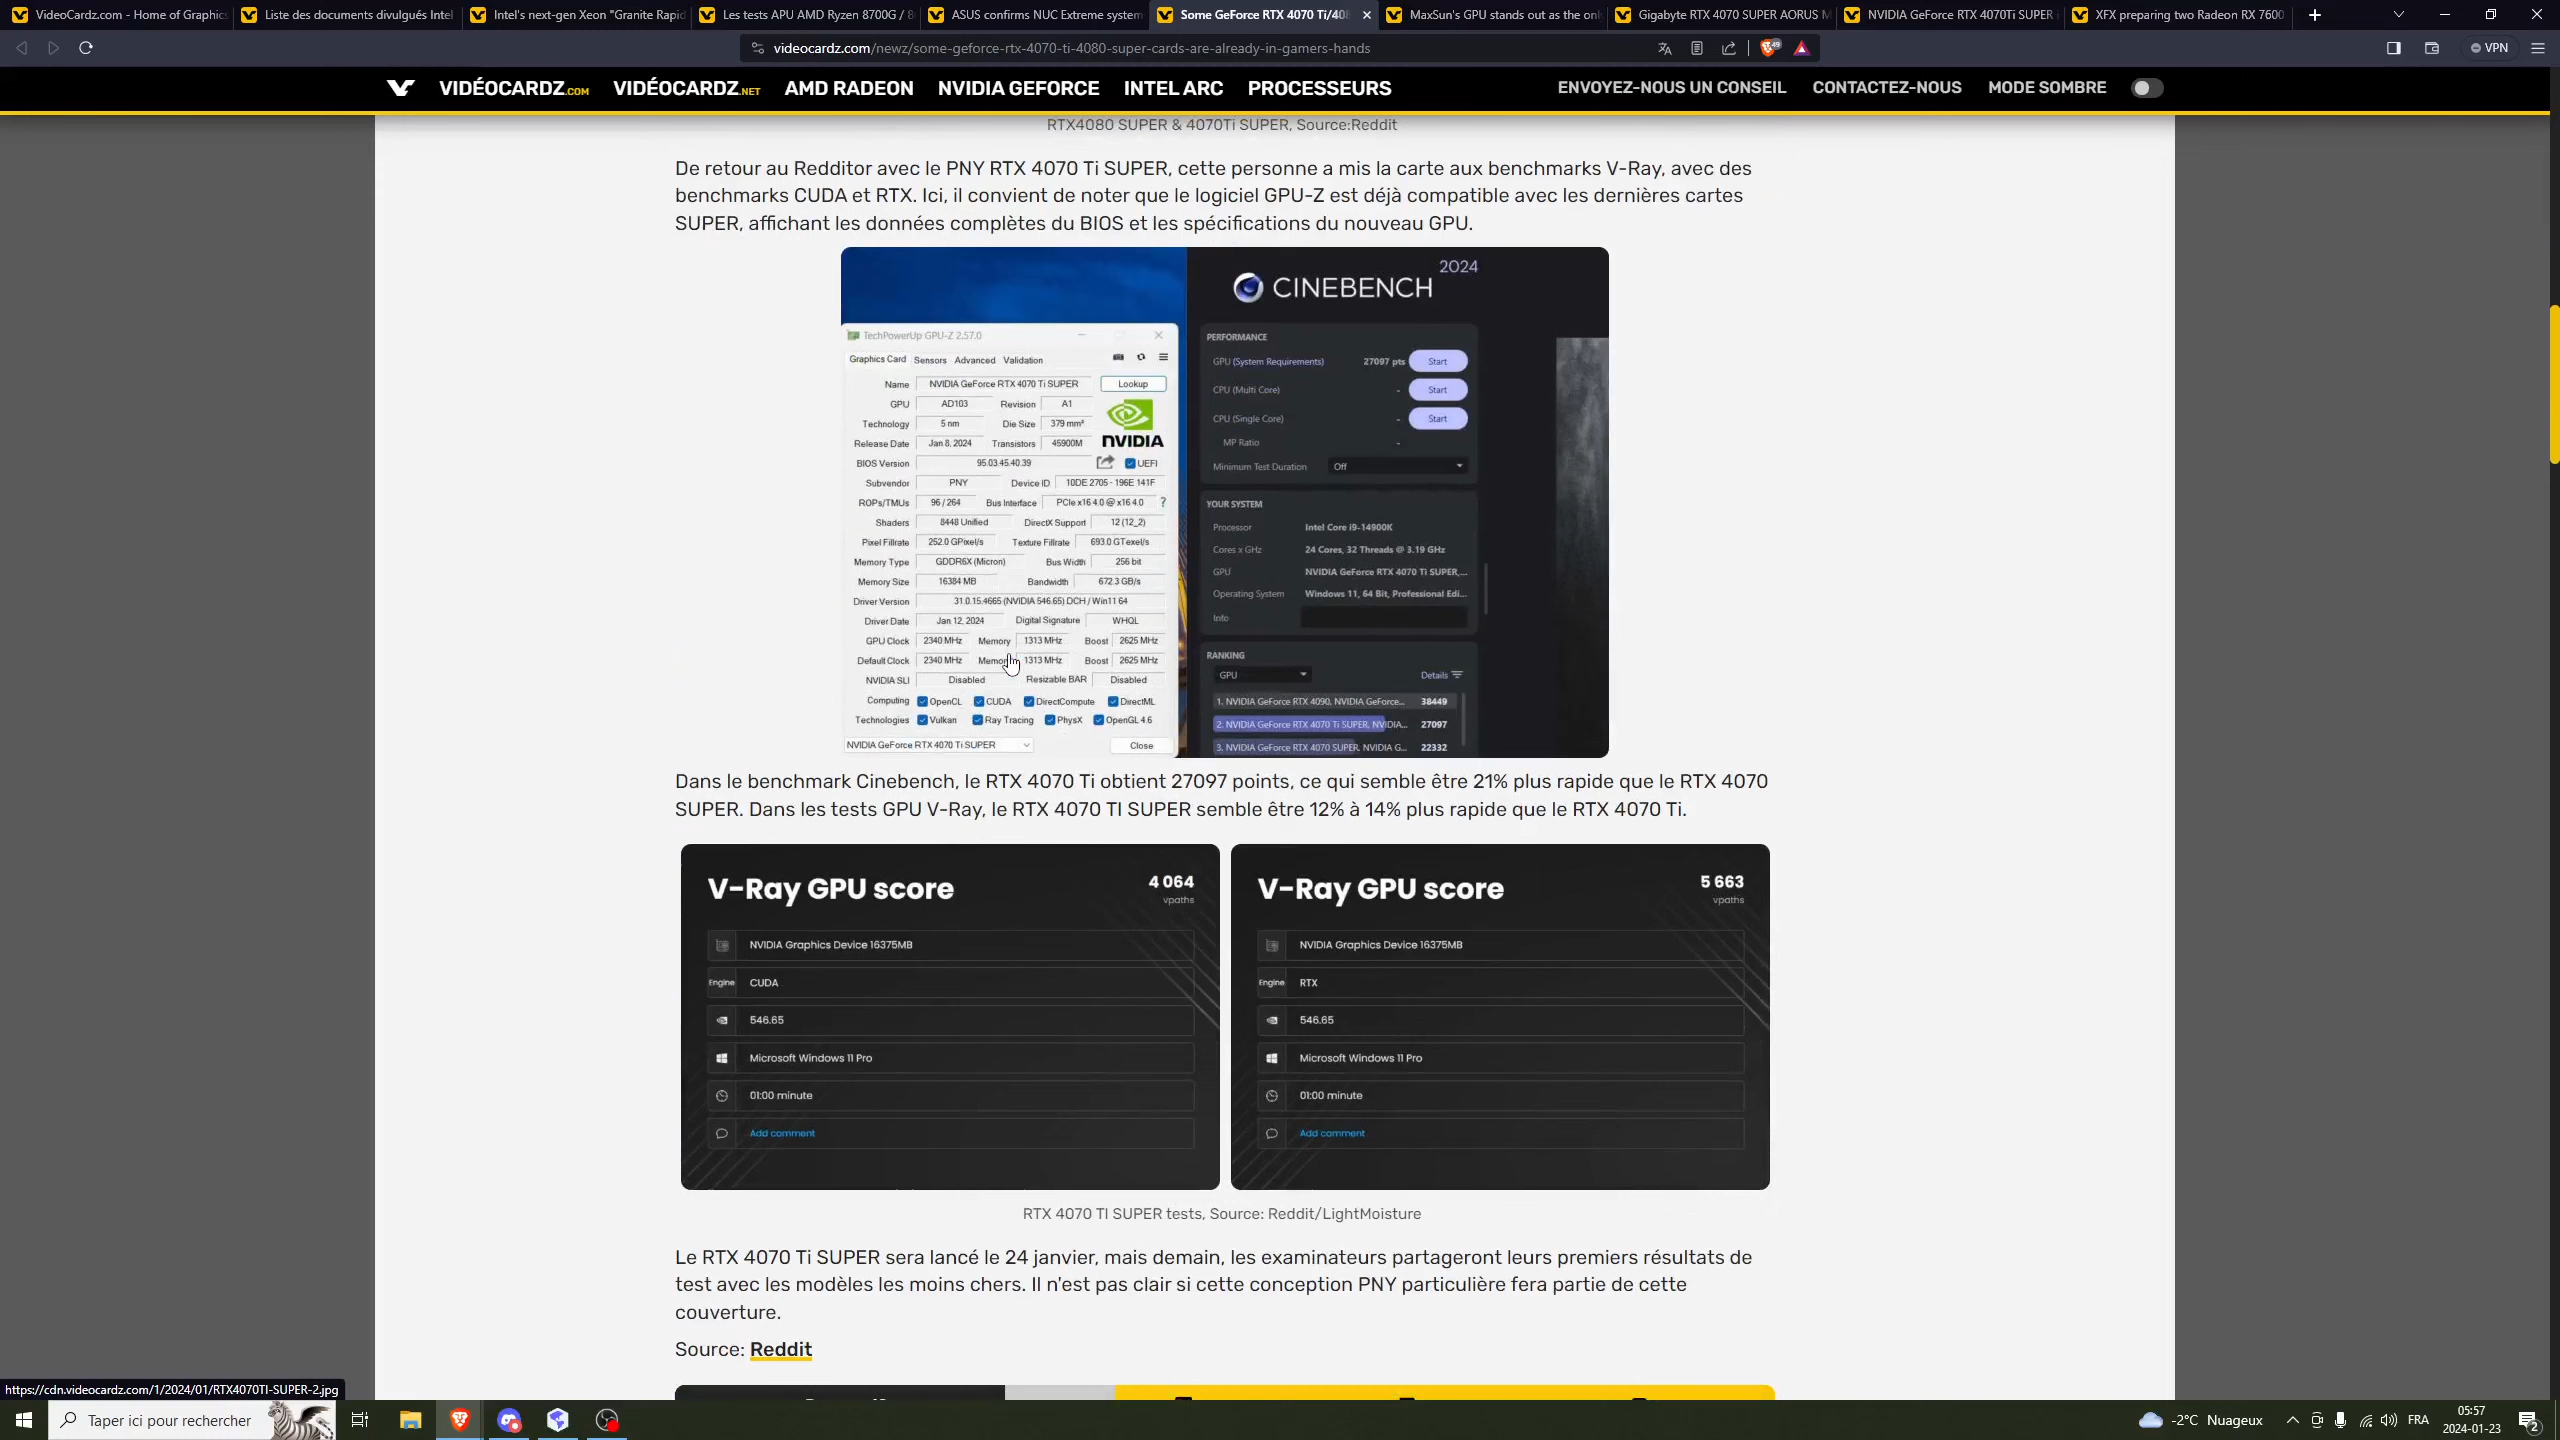 VideoCardz.com - Home of Graphics
Liste des documents divulgués Intel
Intel's next-gen Xeon "Granite Rapid
Les tests APU AMD Ryzen 8700G / 8
ASUS confirms NUC Extreme system
Some GeForce RTX 4070 Ti/408
MaxSun's GPU stands out as the on
Gigabyte RTX 4070 SUPER AORUS M
NVIDIA GeForce RTX 4070Ti SUPER
XFX preparing two Radeon RX 7600
videocardz.com/newz/some-geforce-rtx-4070-ti-4080-super-cards-are-already-in-gamers-hands
VPN
VIDÉOCARDZ.COM VIDÉOCARDZ.NET AMD RADEON NVIDIA GEFORCE INTEL ARC PROCESSEURS ENVOYEZ-NOUS UN CONSEIL CONTACTEZ-NOUS MODE SOMBRE
RTX4080 SUPER & 4070Ti SUPER, Source:Reddit
De retour au Redditor avec le PNY RTX 4070 Ti SUPER, cette personne a mis la carte aux benchmarks V-Ray, avec des
benchmarks CUDA et RTX. Ici, il convient de noter que le logiciel GPU-Z est déjà compatible avec les dernières cartes
SUPER, affichant les données complètes du BIOS et les spécifications du nouveau GPU.
TechPowerUp GPU-Z 2.57.0
Graphics Card Sensors Advanced Validation
Name NVIDIA GeForce RTX 4070 Ti SUPER Lookup
GPU AD103 Revision A1
Technology 5 nm Die Size 379 mm²
NVIDIA
Release Date Jan 8, 2024 Transistors 45900M
BIOS Version 95.03.45.40.39 UEFI
Subvendor PNY Device ID 10DE 2705 - 196E 141F
ROPs/TMUs 96 / 264 Bus Interface PCIe x16 4.0 @ x16 4.0 ?
Shaders 8448 Unified DirectX Support 12 (12_2)
Pixel Fillrate 252.0 GPixel/s Texture Fillrate 693.0 GTexel/s
Memory Type GDDR6X (Micron) Bus Width 256 bit
Memory Size 16384 MB Bandwidth 672.3 GB/s
Driver Version 31.0.15.4665 (NVIDIA 546.65) DCH / Win11 64
Driver Date Jan 12, 2024 Digital Signature WHQL
GPU Clock 2340 MHz Memory 1313 MHz Boost 2625 MHz
Default Clock 2340 MHz Memory 1313 MHz Boost 2625 MHz
NVIDIA SLI Disabled Resizable BAR Disabled
Computing OpenCL CUDA DirectCompute DirectML
Technologies Vulkan Ray Tracing PhysX OpenGL 4.6
NVIDIA GeForce RTX 4070 Ti SUPER Close
CINEBENCH 2024
PERFORMANCE
GPU (System Requirements) 27097 pts Start
CPU (Multi Core) - Start
CPU (Single Core) - Start
MP Ratio -
Minimum Test Duration Off
YOUR SYSTEM
Processor Intel Core i9-14900K
Cores x GHz 24 Cores, 32 Threads @ 3.19 GHz
GPU NVIDIA GeForce RTX 4070 Ti SUPER,...
Operating System Windows 11, 64 Bit, Professional Edi...
Info
RANKING
GPU Details
1. NVIDIA GeForce RTX 4090, NVIDIA GeForce... 38449
2. NVIDIA GeForce RTX 4070 Ti SUPER, NVIDIA... 27097
3. NVIDIA GeForce RTX 4070 SUPER, NVIDIA G... 22332
Dans le benchmark Cinebench, le RTX 4070 Ti obtient 27097 points, ce qui semble être 21% plus rapide que le RTX 4070
SUPER. Dans les tests GPU V-Ray, le RTX 4070 TI SUPER semble être 12% à 14% plus rapide que le RTX 4070 Ti.
V-Ray GPU score 4 064
vpaths
NVIDIA Graphics Device 16375MB
Engine CUDA
546.65
Microsoft Windows 11 Pro
01:00 minute
Add comment
V-Ray GPU score 5 663
vpaths
NVIDIA Graphics Device 16375MB
Engine RTX
546.65
Microsoft Windows 11 Pro
01:00 minute
Add comment
RTX 4070 TI SUPER tests, Source: Reddit/LightMoisture
Le RTX 4070 Ti SUPER sera lancé le 24 janvier, mais demain, les examinateurs partageront leurs premiers résultats de
test avec les modèles les moins chers. Il n'est pas clair si cette conception PNY particulière fera partie de cette
couverture.
Source: Reddit
https://cdn.videocardz.com/1/2024/01/RTX4070TI-SUPER-2.jpg
Taper ici pour rechercher
-2°C Nuageux
FRA
05:57
2024-01-23
2